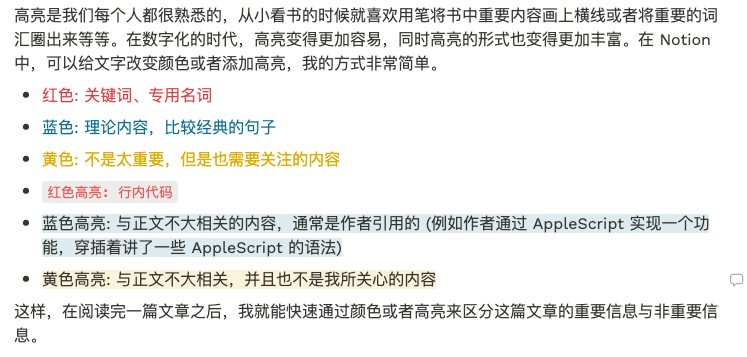 高亮是我们每个人都很熟悉的，从小看书的时候就喜欢用笔将书中重要内容画上横线或者将重要的词
汇圈出来等等。在数字化的时代，高亮变得更加容易，同时高亮的形式也变得更加丰富。在 Notion
中，可以给文字改变颜色或者添加高亮，我的方式非常简单。
• 红色: 关键词、专用名词
• 蓝色: 理论内容，比较经典的句子
• 黄色: 不是太重要，但是也需要关注的内容
• 红色高亮: 行内代码
• 蓝色高亮: 与正文不大相关的内容，通常是作者引用的 (例如作者通过 AppleScript 实现一个功
能，穿插着讲了一些 AppleScript 的语法)
• 黄色高亮: 与正文不大相关，并且也不是我所关心的内容
这样，在阅读完一篇文章之后，我就能快速通过颜色或者高亮来区分这篇文章的重要信息与非重要信
息。